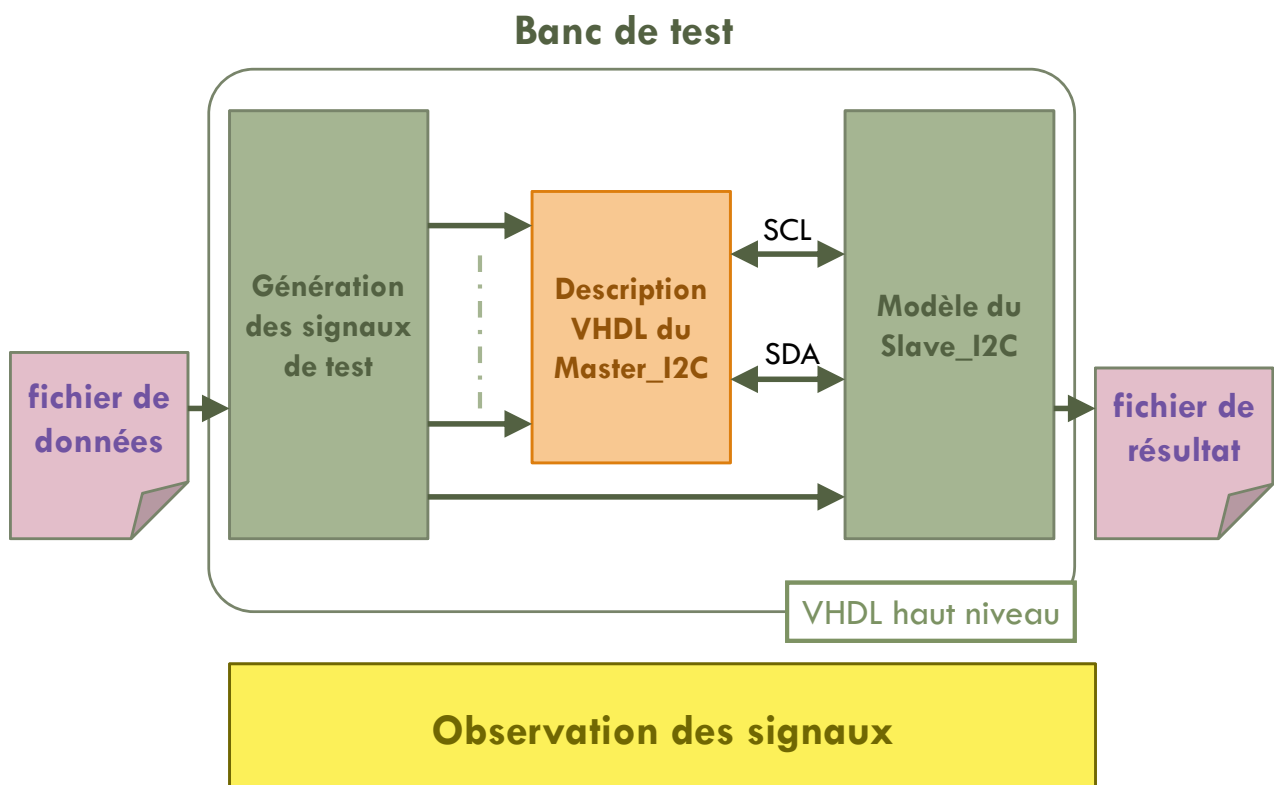 Banc de test
Génération
des signaux
de test
Description
VHDL du
Master_I2C
SCL
SDA
Modèle du
Slave_I2C
fichier de
données
fichier de
résultat
VHDL haut niveau
Observation des signaux